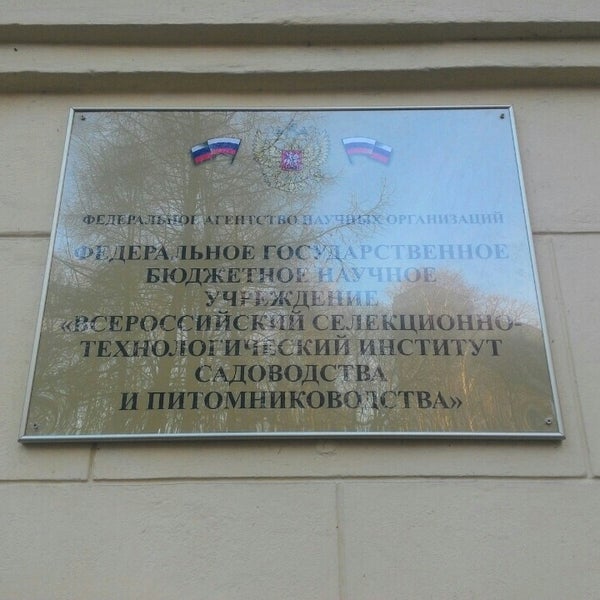 ФЕДЕРАЛЬНОЕ АГЕНТСТВО НАУЧНЫХ ОРГАНИЗАЦИЙ
ФЕДЕРАЛЬНОЕ ГОСУДАРСТВЕННОЕ
БЮДЖЕТНОЕ НАУЧНОЕ
УЧРЕЖДЕНИЕ
«ВСЕРОССИЙСКИЙ СЕЛЕКЦИОННО-
ТЕХНОЛОГИЧЕСКИЙ ИНСТИТУТ
САДОВОДСТВА
И ПИТОМНИКОВОДСТВА»